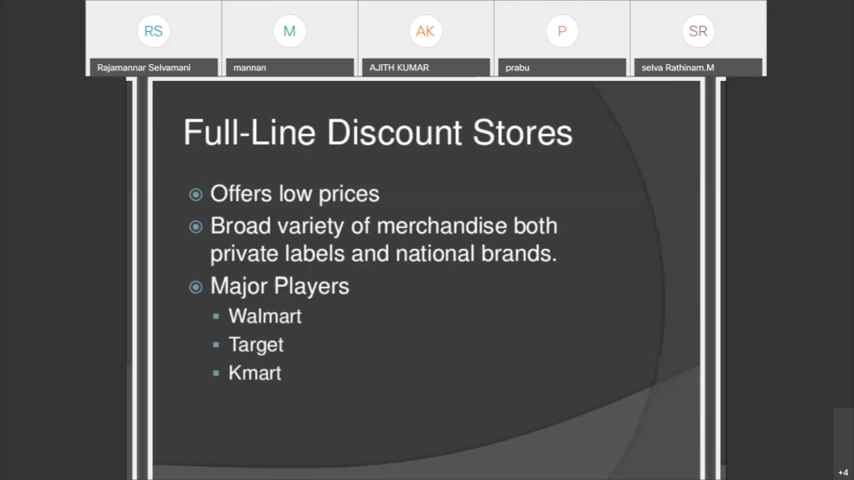 RS
M
AK
P
SR
Rajamannar Selvamani
mannan
AJITH KUMAR
prabu
selva Rathinam.M
Full-Line Discount Stores
Offers low prices
Broad variety of merchandise both
private labels and national brands.
Major Players
Walmart
Target
Kmart
+4